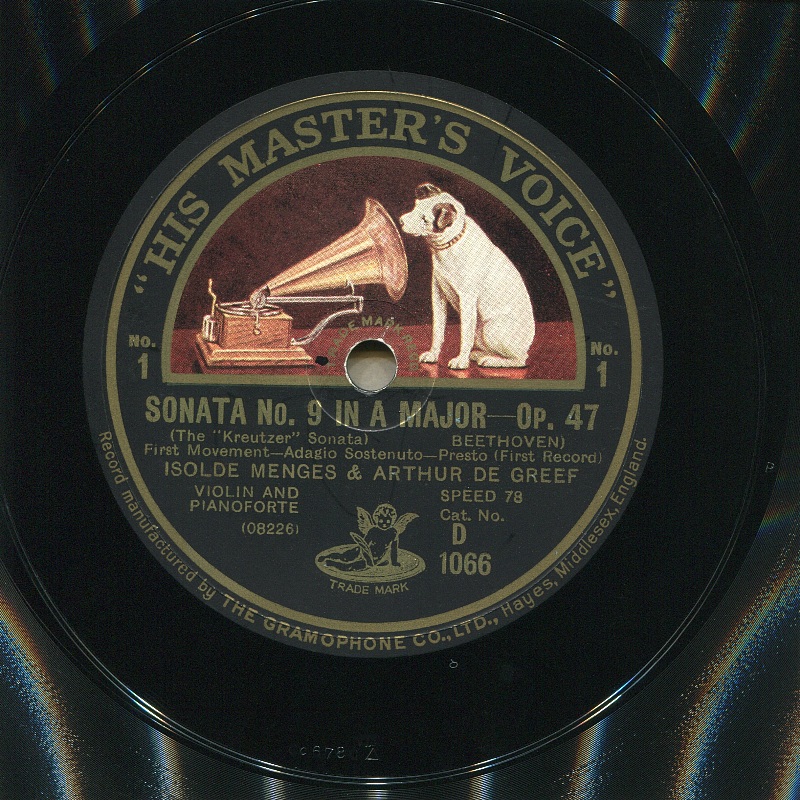 "HIS MASTER'S VOICE"
TRADE MARK
No. 1
No. 1
SONATA No. 9 IN A MAJOR—OP. 47
(The "Kreutzer" Sonata) BEETHOVEN)
First Movement—Adagio Sostenuto—Presto (First Record)
ISOLDE MENGES & ARTHUR DE GREEF
VIOLIN AND
PIANOFORTE
(08226)
SPEED 78
Cat. No.
D
1066
TRADE MARK
Record manufactured by THE GRAMOPHONE CO., LTD., Hayes, Middlesex, England.